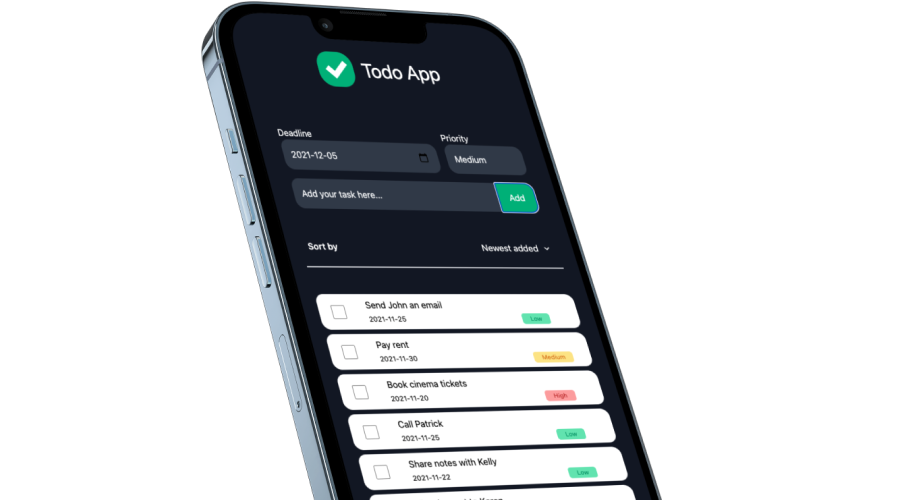 Todo App
Deadline
Priority
2021-12-05
Medium
Add your task here...
Add
Sort by
Newest added
Send John an email
2021-11-25
Low
Pay rent
2021-11-30
Medium
Book cinema tickets
2021-11-20
High
Call Patrick
2021-11-25
Low
Share notes with Kelly
2021-11-22
Low